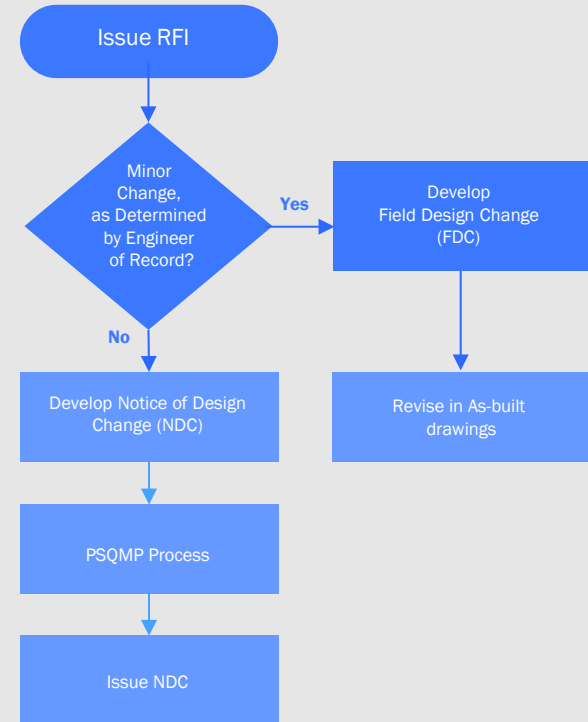 Issue RFI
Minor
Change,
as Determined
by Engineer
of Record?
Yes
Develop
Field Design Change
(FDC)
No
Develop Notice of Design
Change (NDC)
Revise in As-built
drawings
PSQMP Process
Issue NDC